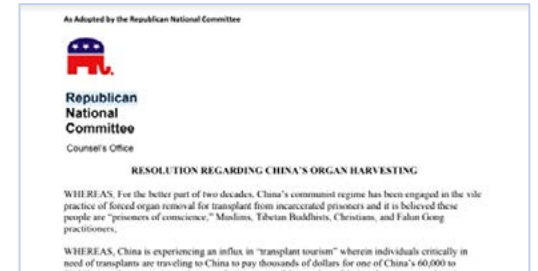 As Adopted by the Republican National Committee
Republican
National
Committee
Counsel's Office
RESOLUTION REGARDING CHINA'S ORGAN HARVESTING
WHEREAS, For the better part of two decades, China's communist regime has been engaged in the vile
practice of forced organ removal for transplant from incarcerated prisoners and it is believed these
people are "prisoners of conscience," Muslims, Tibetan Buddhists, Christians, and Falun Gong
practitioners,
WHEREAS, China is experiencing an influx in "transplant tourism" wherein individuals critically in
need of transplants are traveling to China to pay thousands of dollars for one of China's 60,000 to